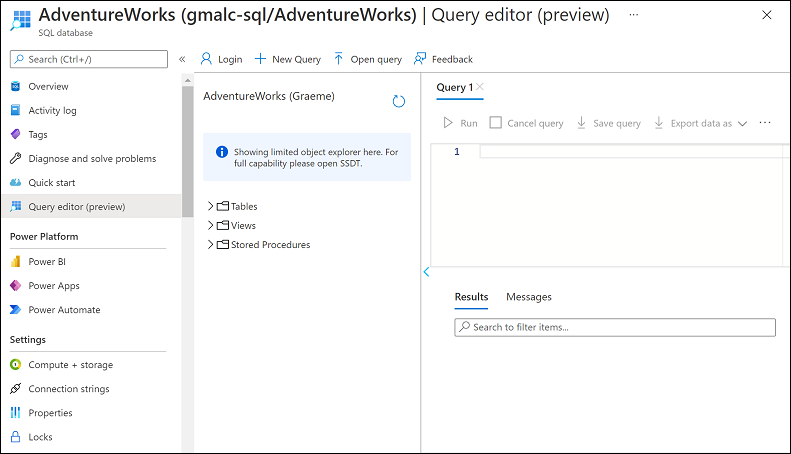 AdventureWorks (gmalc-sql/AdventureWorks) | Query editor (preview) ...
SQL database
Search (Ctrl+/)
«
Overview
Activity log
Tags
Diagnose and solve problems
Quick start
Query editor (preview)
Power Platform
Power BI
Power Apps
Power Automate
Settings
Compute + storage
Connection strings
Properties
Locks
Login
New Query
Open query
Feedback
AdventureWorks (Graeme)
Showing limited object explorer here. For
full capability please open SSDT.
Tables
Views
Stored Procedures
Query 1
Run
Cancel query
Save query
Export data as
...
1
Results
Messages
Search to filter items...